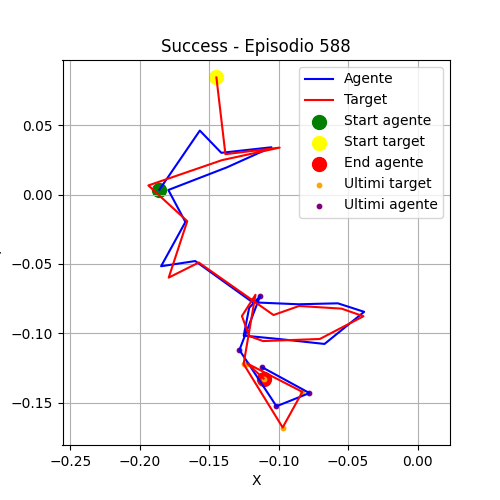 Success - Episodio 588
Agente
Target
Start agente
Start target
End agente
Ultimi target
Ultimi agente
0.05
0.00
−0.05
−0.10
−0.15
−0.25
−0.20
−0.15
−0.10
−0.05
0.00
X